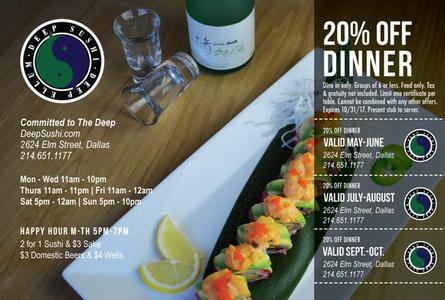 DEEP SUSHI · DEEP ELLUM ·
pure dusk
Committed to The Deep
DeepSushi.com
2624 Elm Street, Dallas
214.651.1177
Mon - Wed 11am - 10pm
Thurs 11am - 11pm | Fri 11am - 12am
Sat 5pm - 12am | Sun 5pm - 10pm
HAPPY HOUR M-TH 5PM-7PM
2 for 1 Sushi & $3 Sake
$3 Domestic Beers & $4 Wells
20% OFF
DINNER
Dine in only. Groups of 6 or less. Food only. Tax
& gratuity not included. Limit one certificate per
table. Cannot be combined with any other offers.
Expires 10/31/17. Present stub to server.
20% OFF DINNER
VALID MAY-JUNE
2624 Elm Street, Dallas
214.651.1177
20% OFF DINNER
VALID JULY-AUGUST
2624 Elm Street, Dallas
214.651.1177
20% OFF DINNER
VALID SEPT.-OCT.
2624 Elm Street, Dallas
214.651.1177